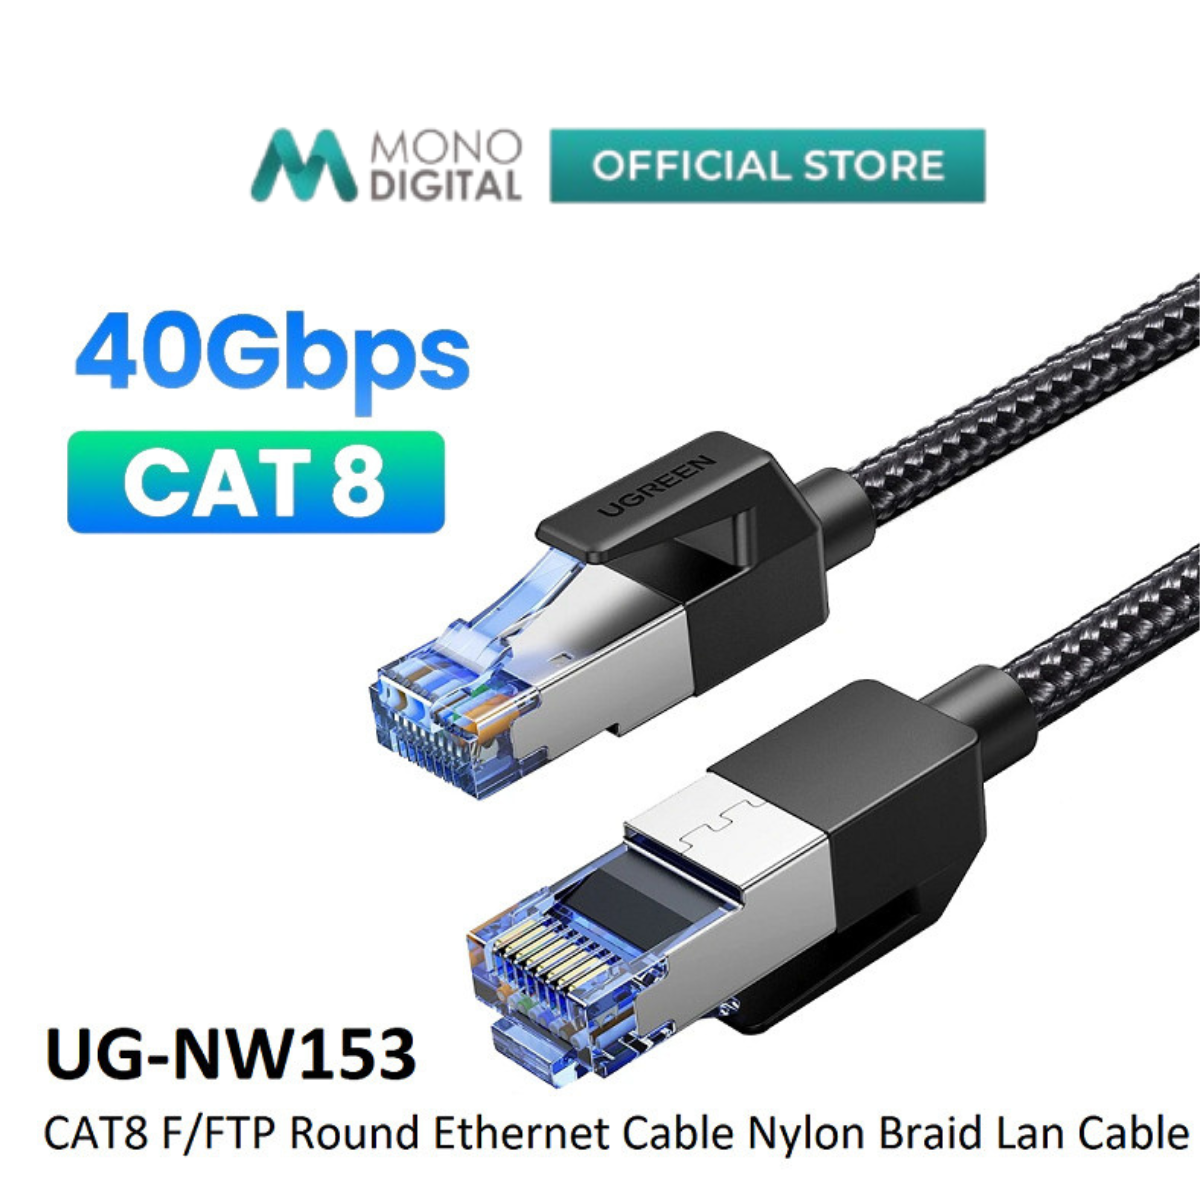 MONO
DIGITAL
OFFICIAL STORE
40Gbps
CAT 8
UGREEN
UG-NW153
CAT8 F/FTP Round Ethernet Cable Nylon Braid Lan Cable